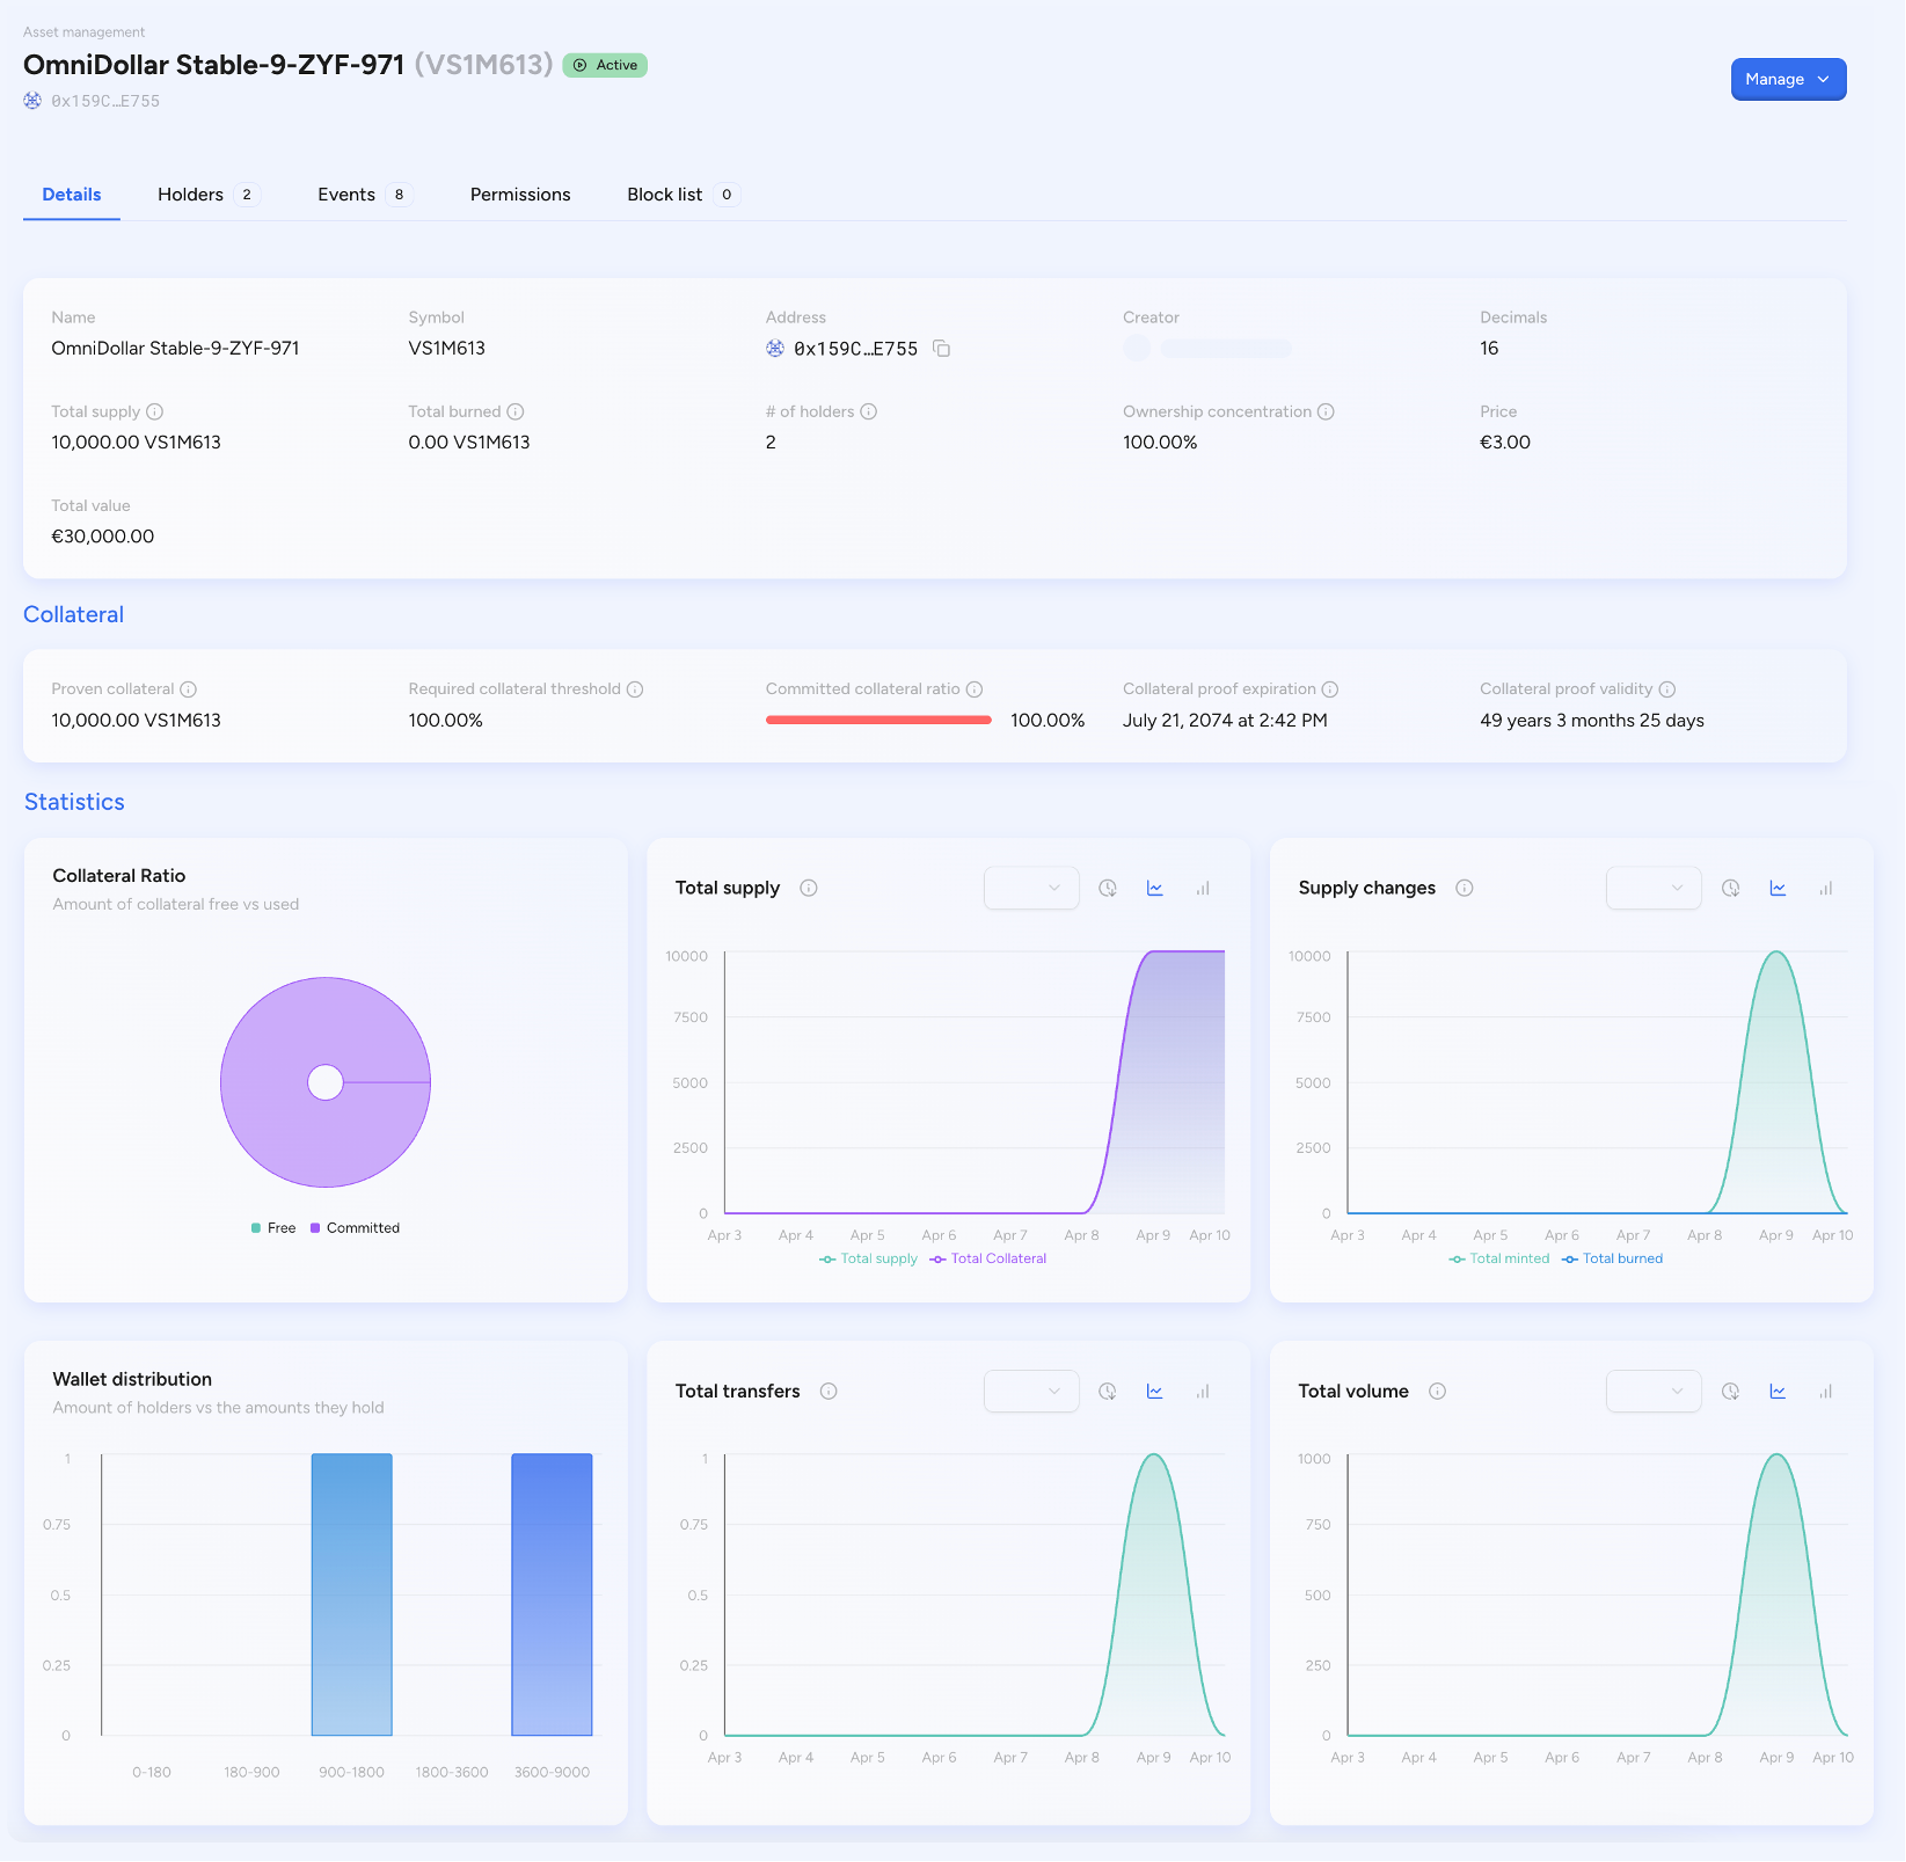 Asset management
OmniDollar Stable-9-ZYF-971 (VS1M613) Active
0x159C…E755
Manage
Details Holders 2 Events 8 Permissions Block list 0
Name Symbol Address Creator Decimals
OmniDollar Stable-9-ZYF-971 VS1M613 0x159C…E755 16
Total supply Total burned # of holders Ownership concentration Price
10,000.00 VS1M613 0.00 VS1M613 2 100.00% €3.00
Total value
€30,000.00
Collateral
Proven collateral Required collateral threshold Committed collateral ratio Collateral proof expiration Collateral proof validity
10,000.00 VS1M613 100.00% 100.00% July 21, 2074 at 2:42 PM 49 years 3 months 25 days
Statistics
Collateral Ratio
Amount of collateral free vs used
Free Committed
Total supply
10000
7500
5000
2500
0
Apr 3 Apr 4 Apr 5 Apr 6 Apr 7 Apr 8 Apr 9 Apr 10
Total supply Total Collateral
Supply changes
10000
7500
5000
2500
0
Apr 3 Apr 4 Apr 5 Apr 6 Apr 7 Apr 8 Apr 9 Apr 10
Total minted Total burned
Wallet distribution
Amount of holders vs the amounts they hold
1
0.75
0.5
0.25
0
0-180 180-900 900-1800 1800-3600 3600-9000
Total transfers
1
0.75
0.5
0.25
0
Apr 3 Apr 4 Apr 5 Apr 6 Apr 7 Apr 8 Apr 9 Apr 10
Total volume
1000
750
500
250
0
Apr 3 Apr 4 Apr 5 Apr 6 Apr 7 Apr 8 Apr 9 Apr 10